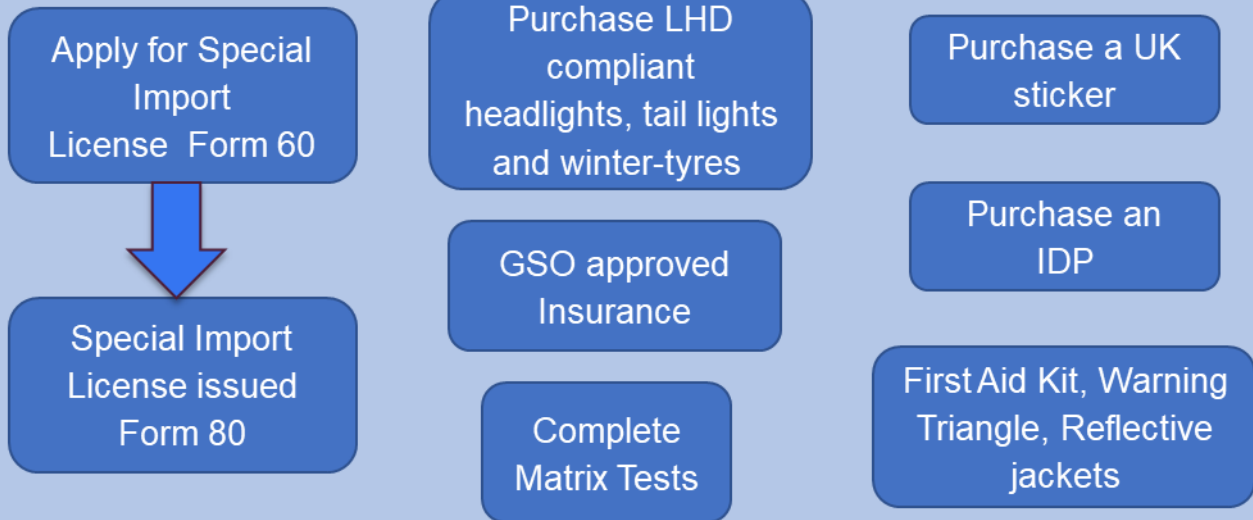 Apply for Special
Import
License Form 60
Special Import
License issued
Form 80
Purchase LHD
compliant
headlights, tail lights
and winter-tyres
GSO approved
Insurance
Complete
Matrix Tests
Purchase a UK
sticker
Purchase an
IDP
First Aid Kit, Warning
Triangle, Reflective
jackets